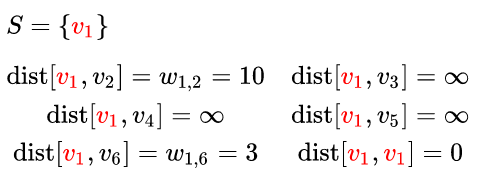 S = {v₁}
dist[v₁, v₂] = w₁,₂ = 10 dist[v₁, v₃] = ∞
dist[v₁, v₄] = ∞ dist[v₁, v₅] = ∞
dist[v₁, v₆] = w₁,₆ = 3 dist[v₁, v₁] = 0